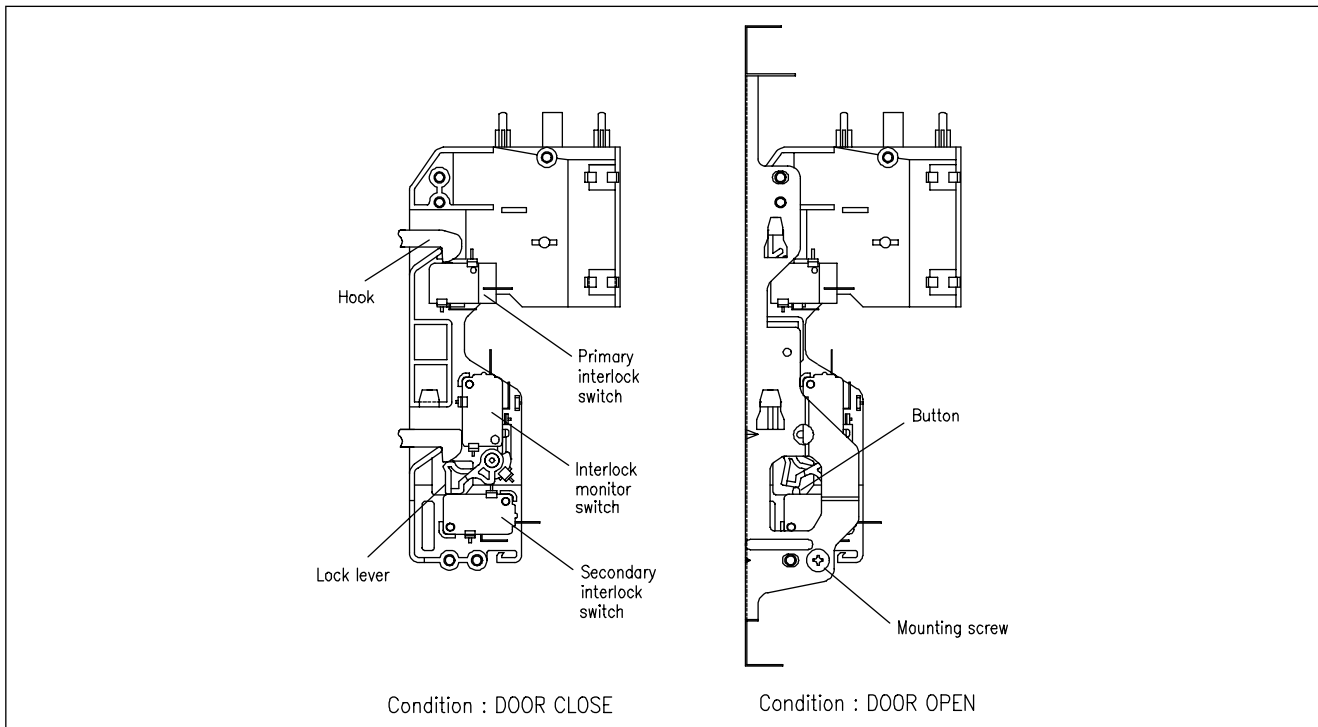 Hook
Primary
interlock
switch
Interlock
monitor
switch
Lock lever
Secondary
interlock
switch
Condition : DOOR CLOSE
Button
Mounting screw
Condition : DOOR OPEN